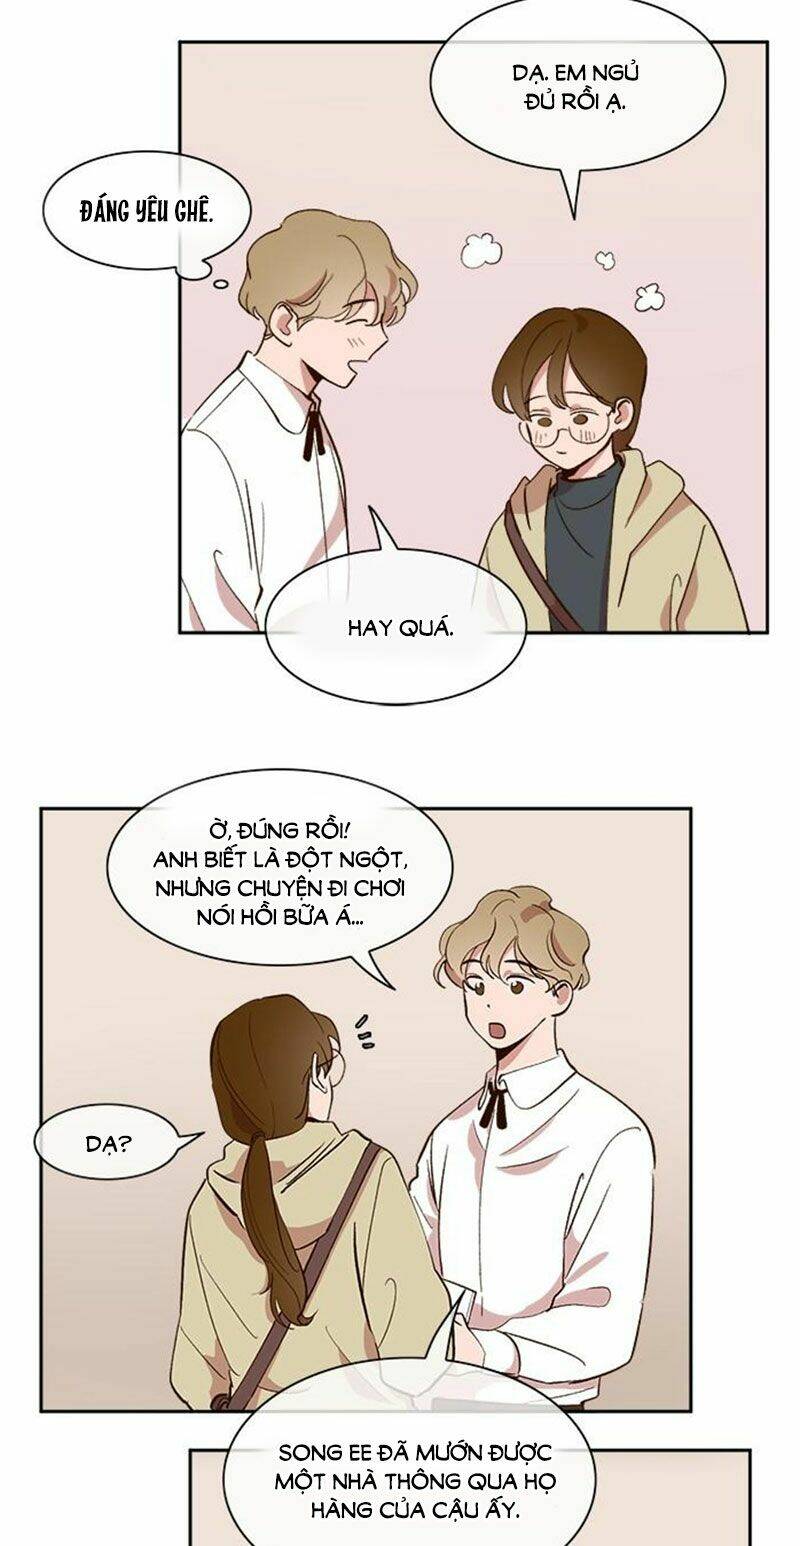 DẠ. EM NGỦ
ĐỦ RỒI Ạ.
ĐÁNG YÊU GHÊ.
HAY QUÁ.
Ờ, ĐÚNG RỒI!
ANH BIẾT LÀ ĐỘT NGỘT,
NHƯNG CHUYỆN ĐI CHƠI
NÓI HỒI BỮA Á...
DẠ?
SONG EE ĐÃ MƯỚN ĐƯỢC
MỘT NHÀ THÔNG QUA HỌ
HÀNG CỦA CẬU ẤY.